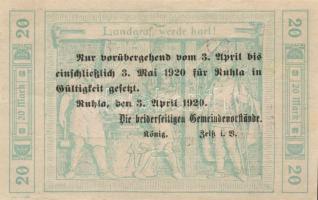 Landgraf werde hart!
20
20
20 Mark
20 Mark
Nur vorübergehend vom 3. April bis
einschließlich 3. Mai 1920 für Ruhla in
Gültigkeit gesetzt.
Ruhla, den 3. April 1920.
Die beiderseitigen Gemeindevorstände.
König. Zeiß i. V.
20
20